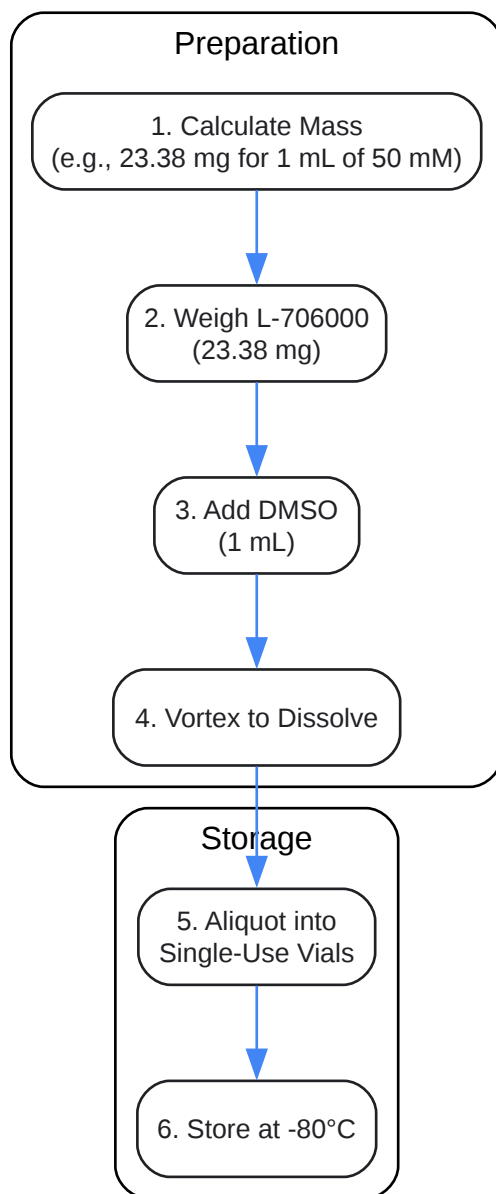 Preparation
1. Calculate Mass
(e.g., 23.38 mg for 1 mL of 50 mM)
2. Weigh L-706000
(23.38 mg)
3. Add DMSO
(1 mL)
4. Vortex to Dissolve
Storage
5. Aliquot into
Single-Use Vials
6. Store at -80°C